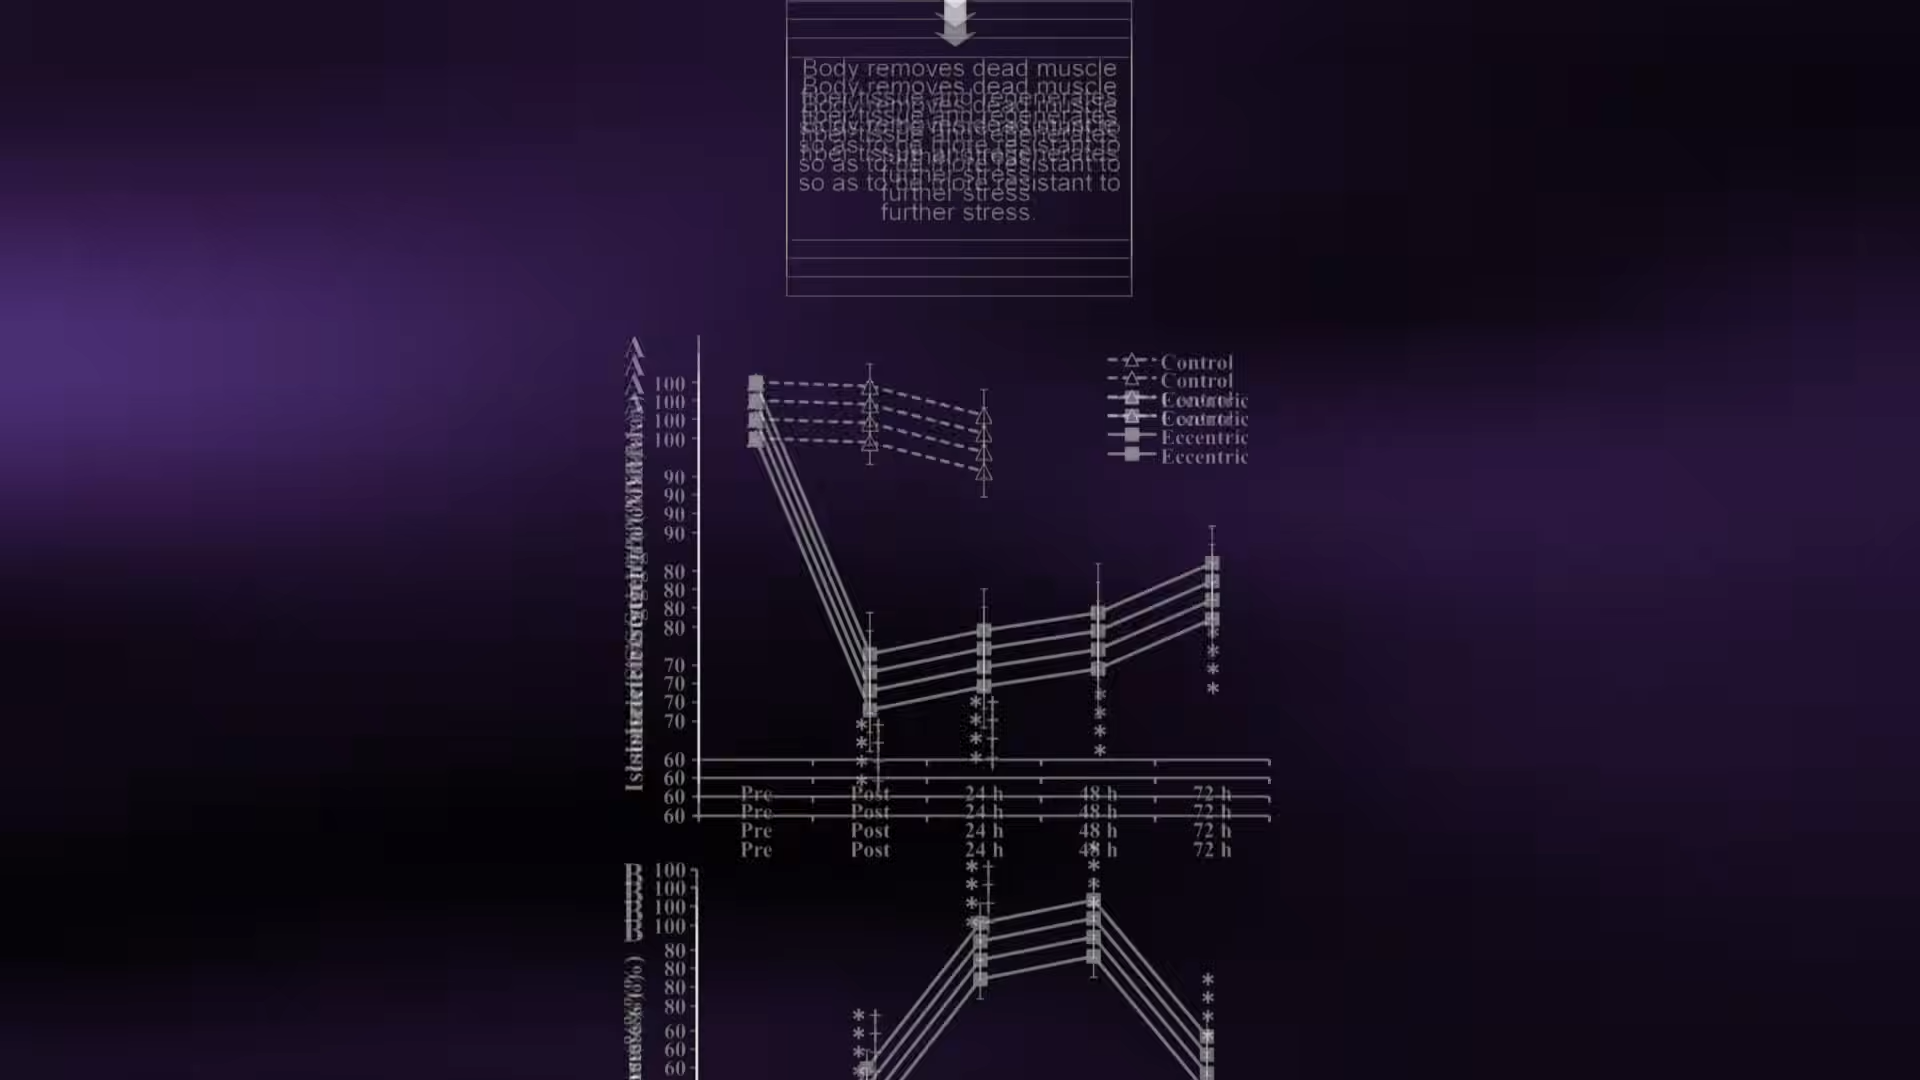 Body removes dead muscle
fiber tissue and regenerates
so as to be more resistant to
further stress.
A
Control
Eccentric
100
90
80
70
60
Pre Post 24 h 48 h 72 h
B
100
80
60